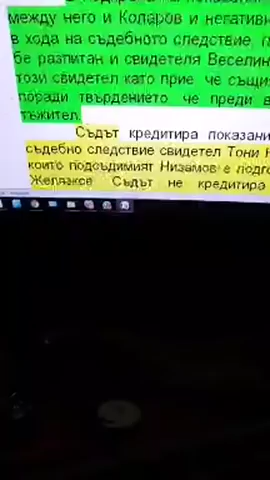 между него и Коларов и негативн
в хода на съдебното следствие, п
бе разпитан и свидетеля Веселин
този свидетел като прие че същи
поради твърдението че преди в
тъжител.
Съдът кредитира показани
съдебно следствие свидетел Тони Н
които подсъдимият Низамов е подго
Желязков Съдът не кредитира